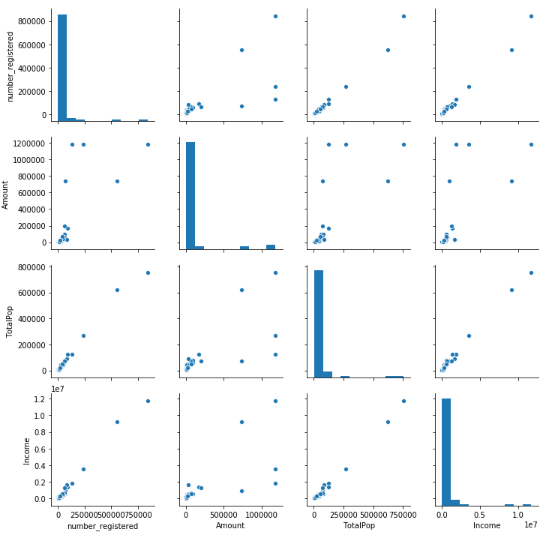 800000
600000
400000
200000
0
number_registered
1200000
1000000
800000
600000
400000
200000
0
Amount
800000
600000
400000
200000
0
TotalPop
1e7
1.2
1.0
0.8
0.6
0.4
0.2
0.0
Income
0 250000 500000 750000
number_registered
0 500000 1000000
Amount
0 250000 500000 750000
TotalPop
0.0 0.5 1.0
1e7
Income